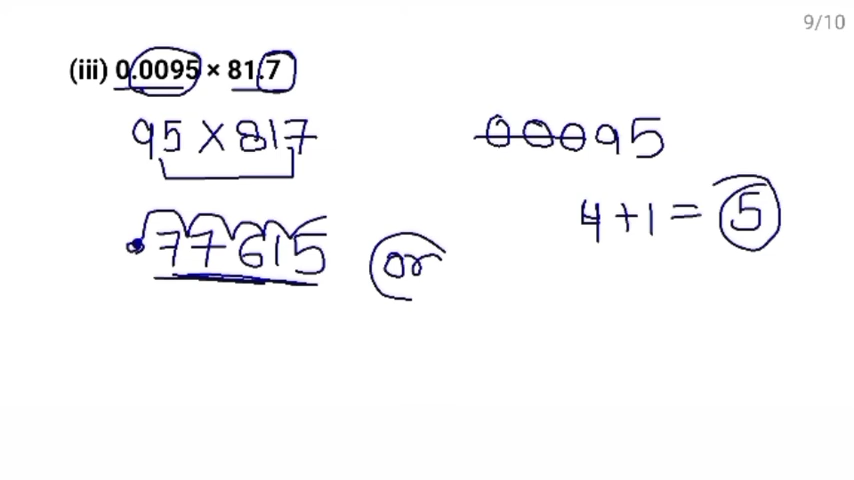 9/10
(iii) 0.0095 × 81.7
95 × 817
00095
4 + 1 = 5
.77615 or